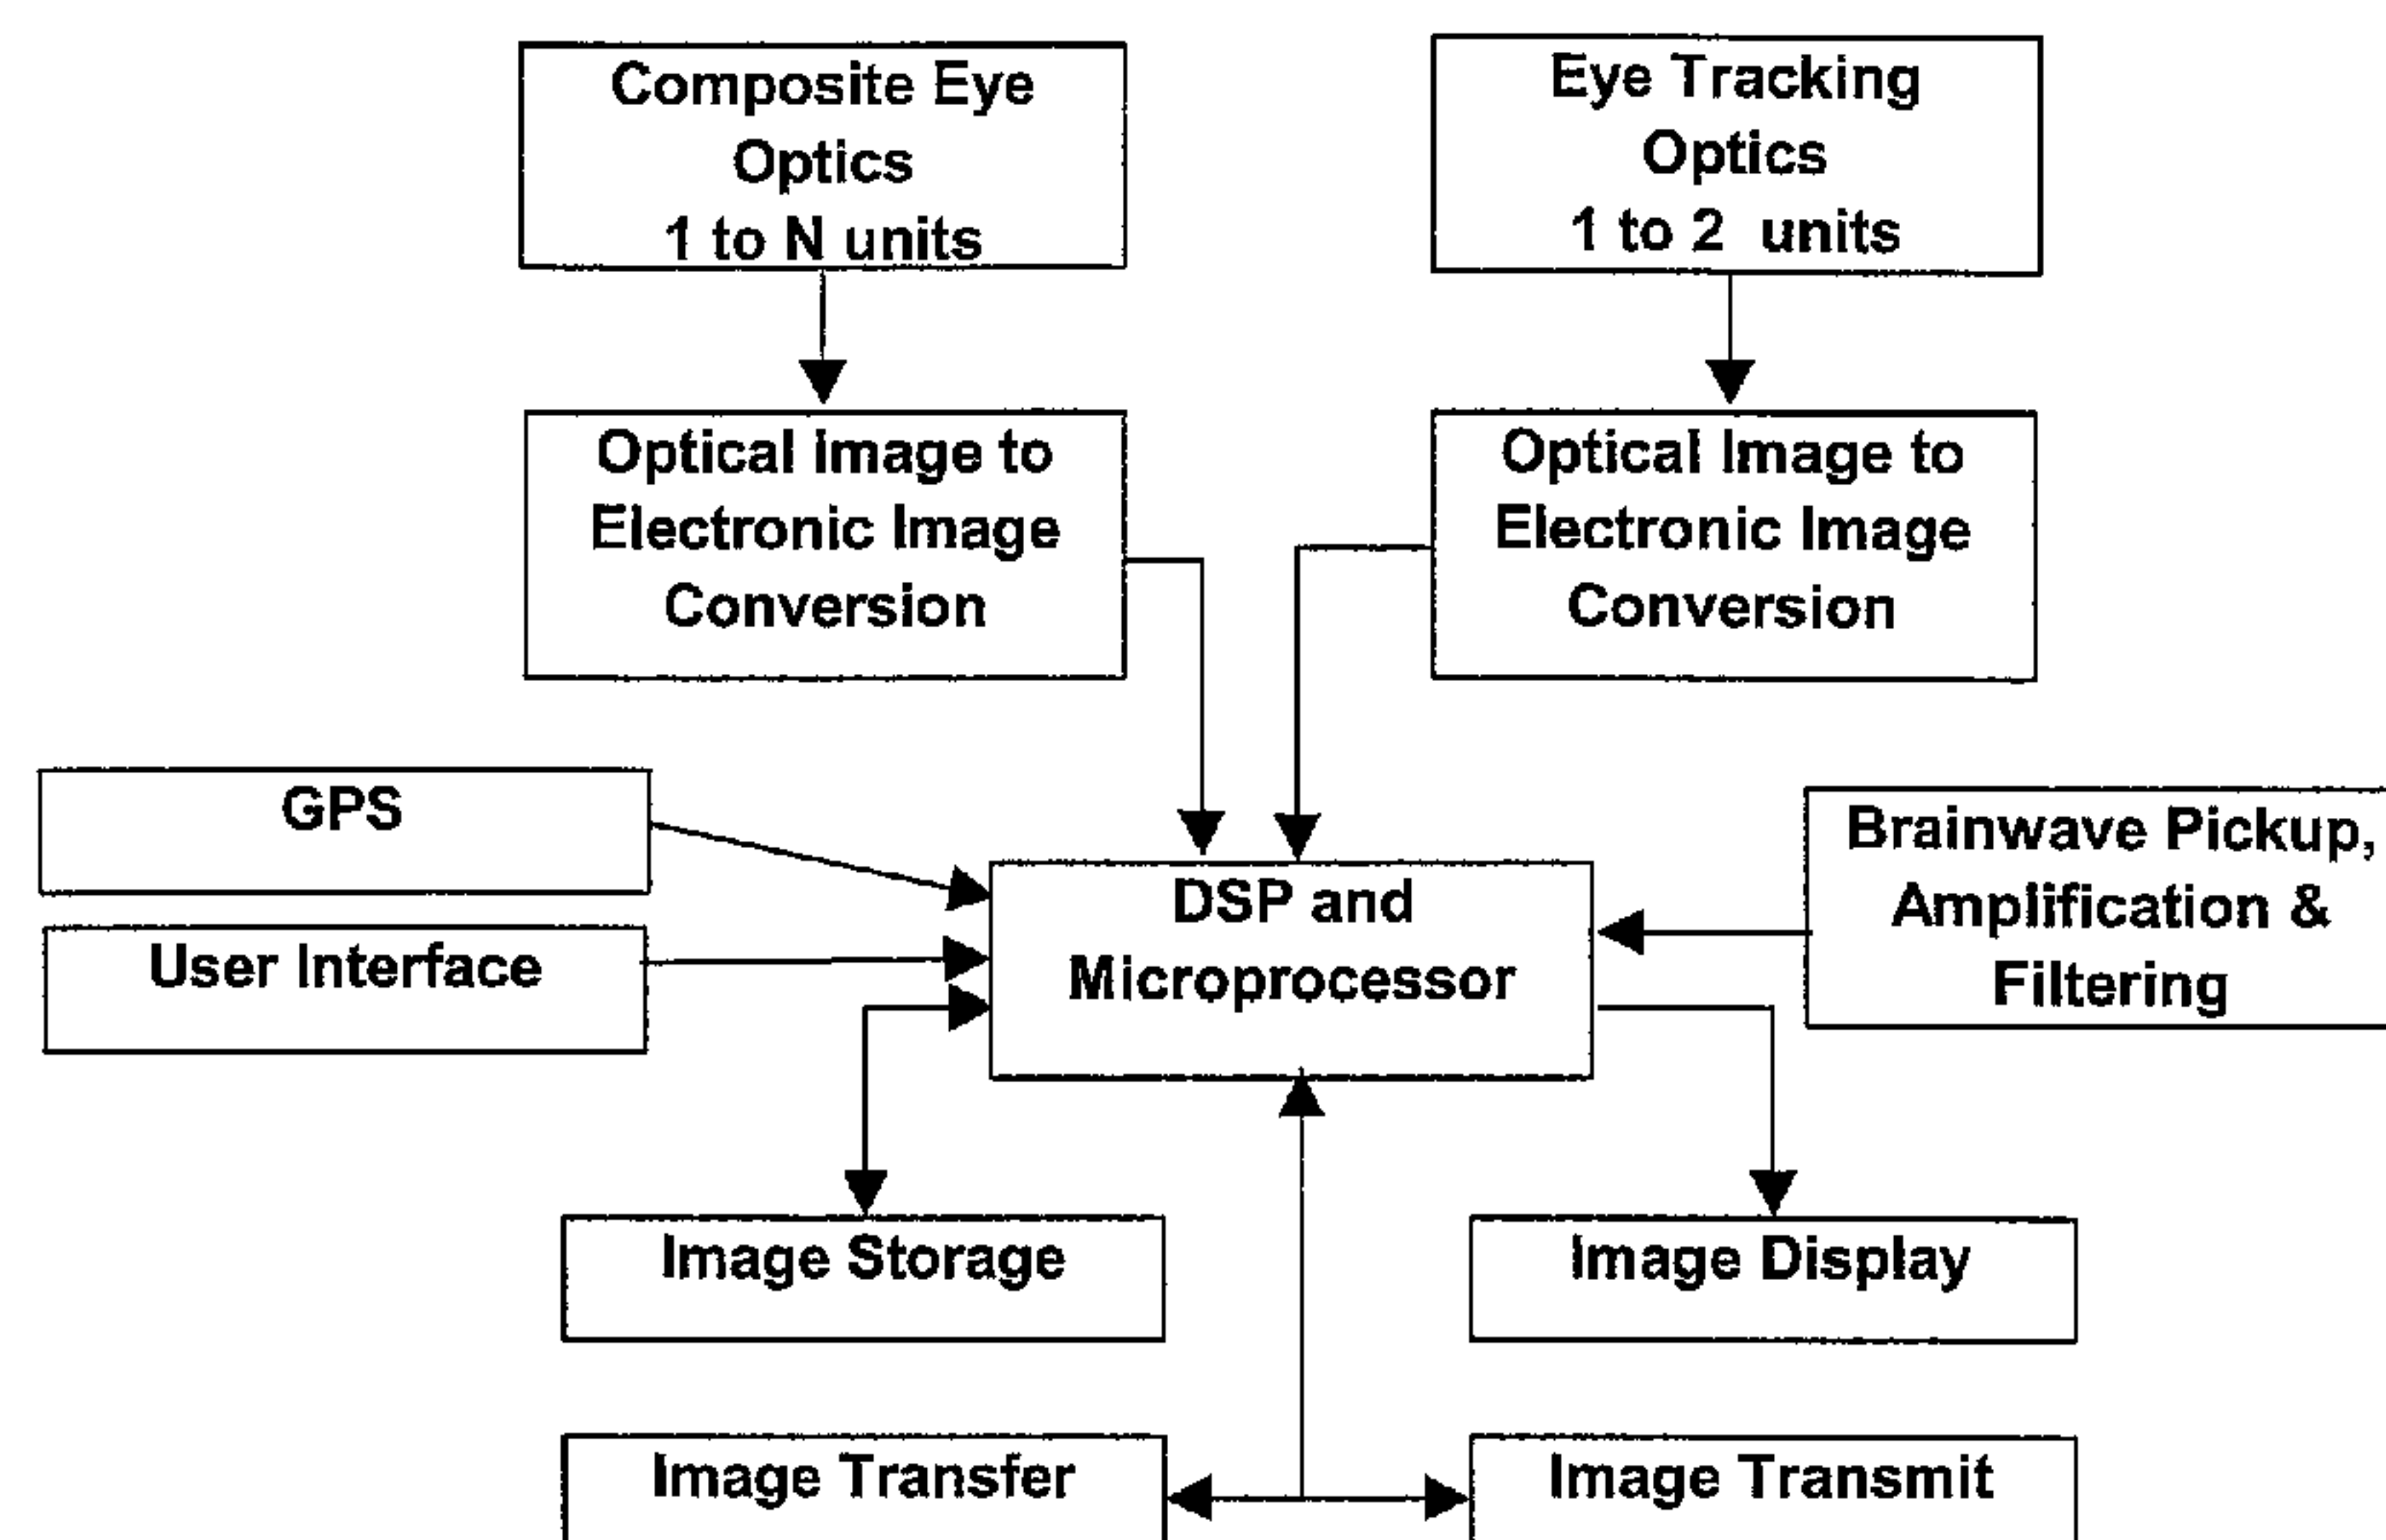 Composite Eye
Optics
1 to N units
Eye Tracking
Optics
1 to 2 units
Optical Image to
Electronic Image
Conversion
Optical Image to
Electronic Image
Conversion
GPS
User Interface
DSP and
Microprocessor
Brainwave Pickup,
Amplification &
Filtering
Image Storage
Image Display
Image Transfer
Image Transmit